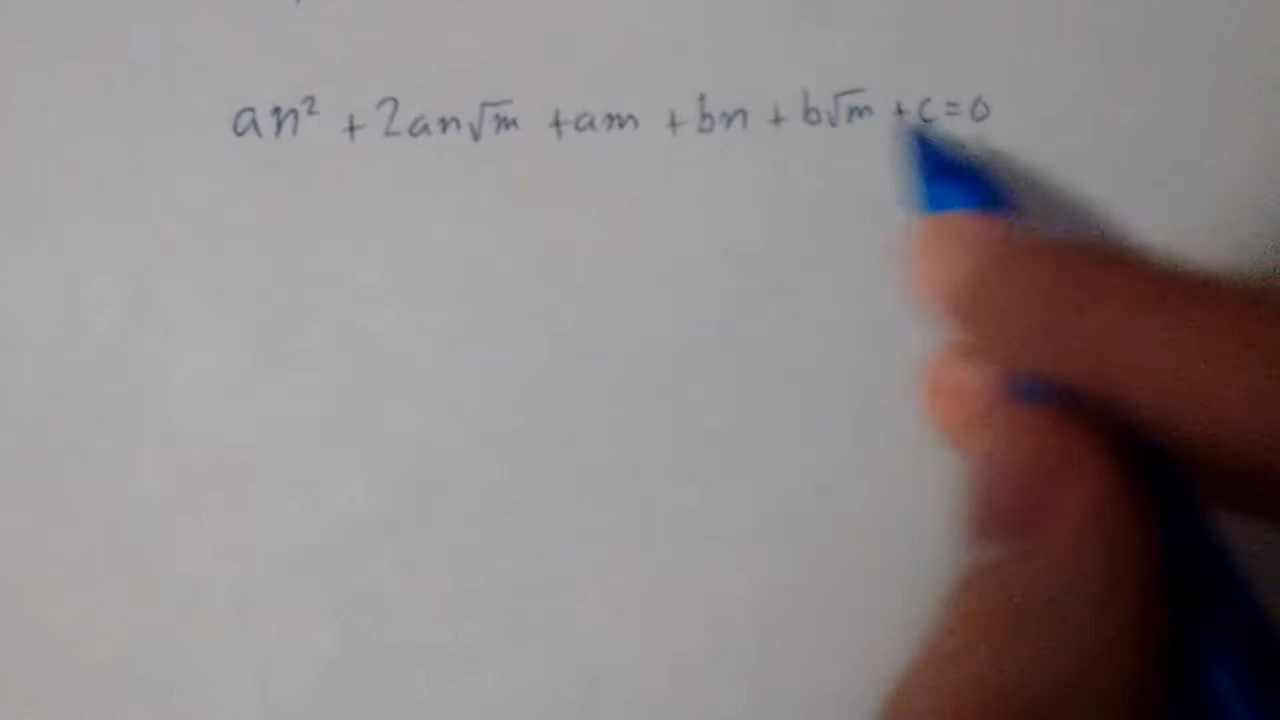 an² + 2an√m + am + bn + b√m + c = 0